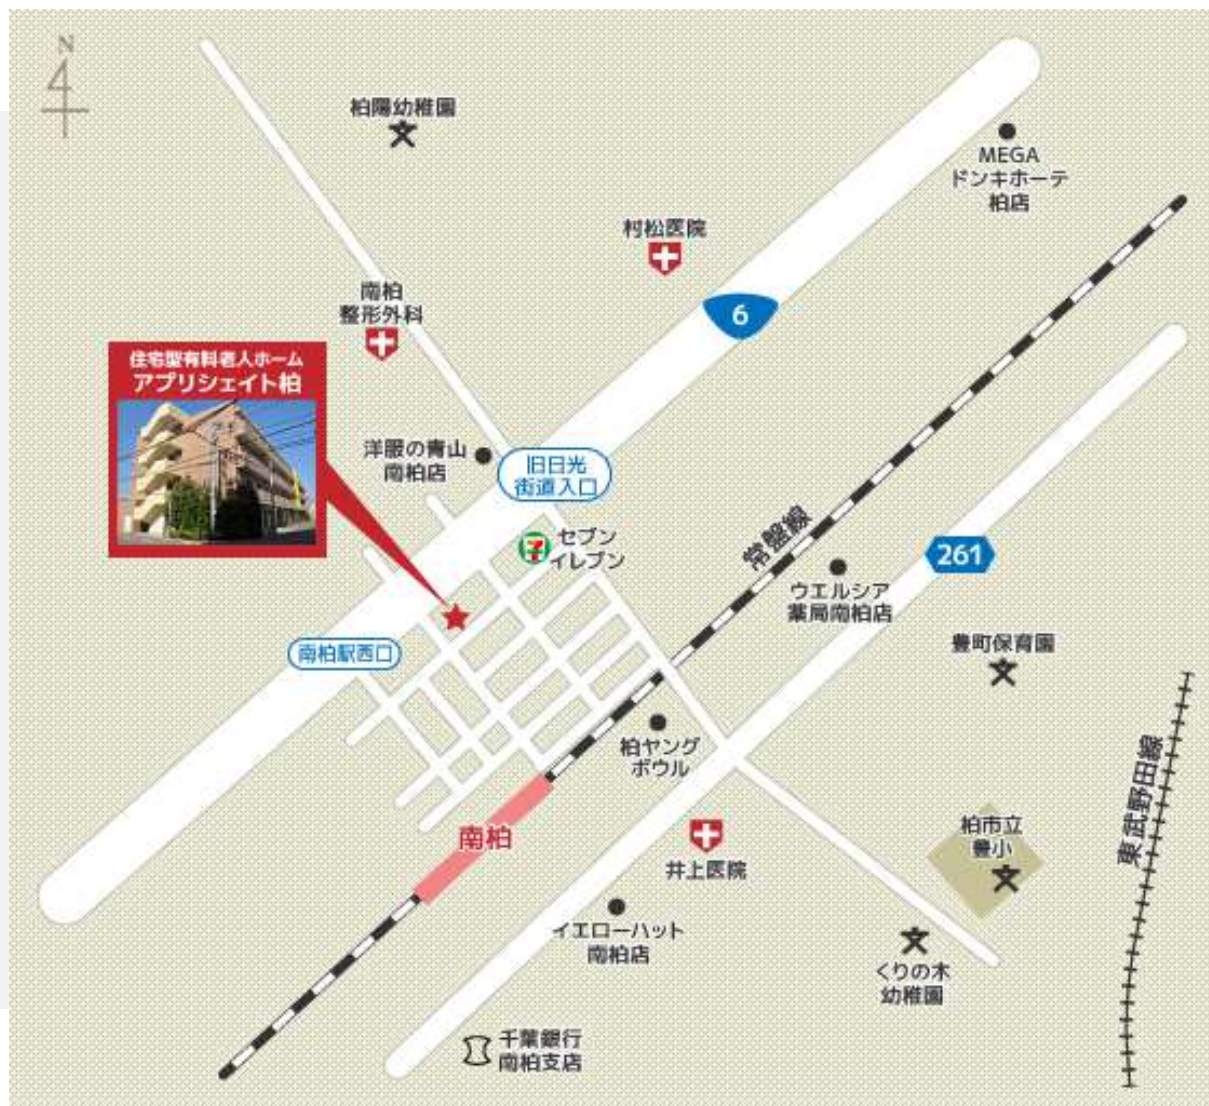 N
柏陽幼稚園
MEGA
ドンキホーテ
柏店
村松医院
南柏
整形外科
6
住宅型有料老人ホーム
アプリシェイト柏
洋服の青山
南柏店
旧日光
街道入口
セブン
イレブン
常盤線
261
ウエルシア
薬局南柏店
南柏駅西口
豊町保育園
柏ヤング
ボウル
東武野田線
南柏
柏市立
豊小
井上医院
イエローハット
南柏店
くりの木
幼稚園
千葉銀行
南柏支店